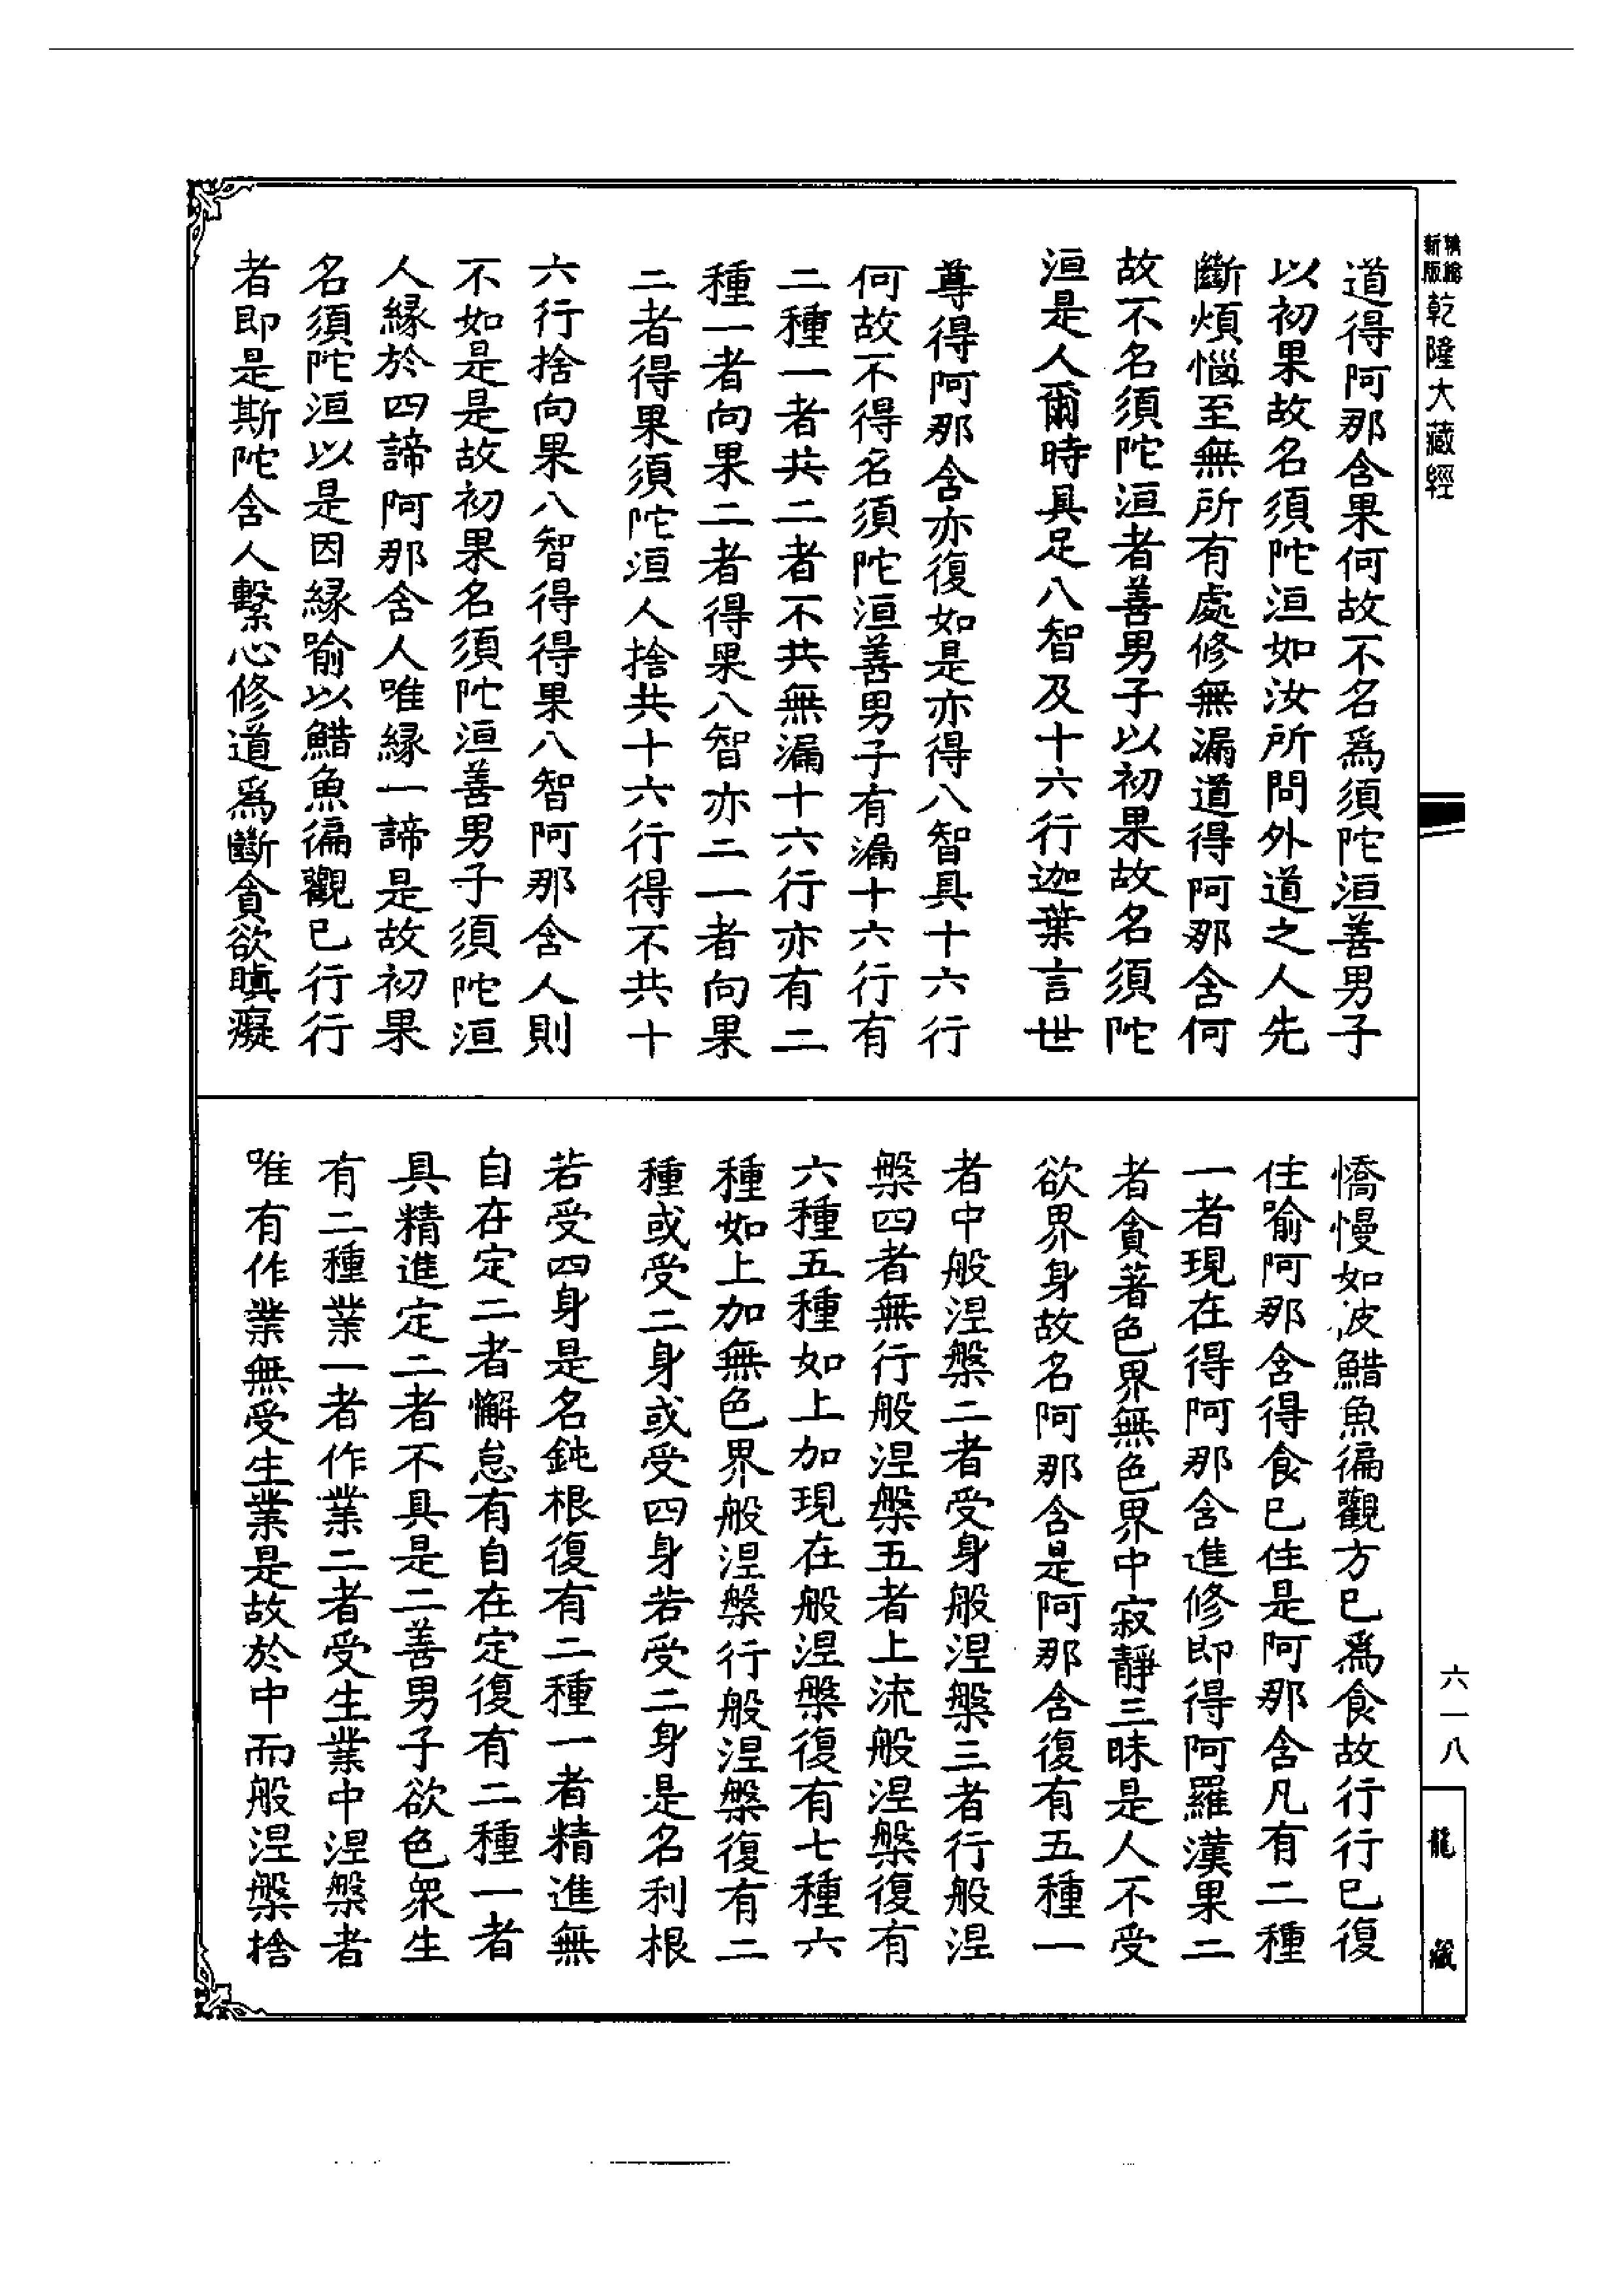 新版
乾隆大藏經
道得阿那含果何故不名爲須陀洹善男子
以初果故名須陀洹如汝所問外道之人先
斷煩惱至無所有處修無漏道得阿那含何
故不名須陀洹者善男子以初果故名須陀
洹是人爾時具足八智及十六行迦葉言世
尊得阿那含亦復如是亦得八智具十六行
何故不得名須陀洹善男子有漏十六行有
二種一者共二者不共無漏十六行亦有二
種一者向果二者得果八智亦二一者向果
二者得果須陀洹人捨共十六行得不共十
六行捨向果八智得得果八智阿那含人則
不如是是故初果名須陀洹善男子須陀洹
人緣於四諦阿那含人唯緣一諦是故初果
名須陀洹以是因緣喻以䱜魚徧觀已行行
者即是斯陀含人繫心修道爲斷貪欲瞋癡
憍慢如彼䱜魚徧觀方已爲食故行行已復
住喻阿那含得食已住是阿那含凡有二種
一者現在得阿那含進修即得阿羅漢果二
者貪著色界無色界中寂靜三昧是人不受
欲界身故名阿那含是阿那含復有五種一
者中般涅槃二者受身般涅槃三者行般涅
槃四者無行般涅槃五者上流般涅槃復有
六種五種如上加現在般涅槃復有七種六
種如上加無色界般涅槃行般涅槃復有二
種或受二身或受四身若受二身是名利根
若受四身是名鈍根復有二種一者精進無
自在定二者懈怠有自在定復有二種一者
具精進定二者不具是二善男子欲色眾生
有二種業一者作業二者受生業中涅槃者
唯有作業無受生業是故於中而般涅槃捨
六一八
龍藏